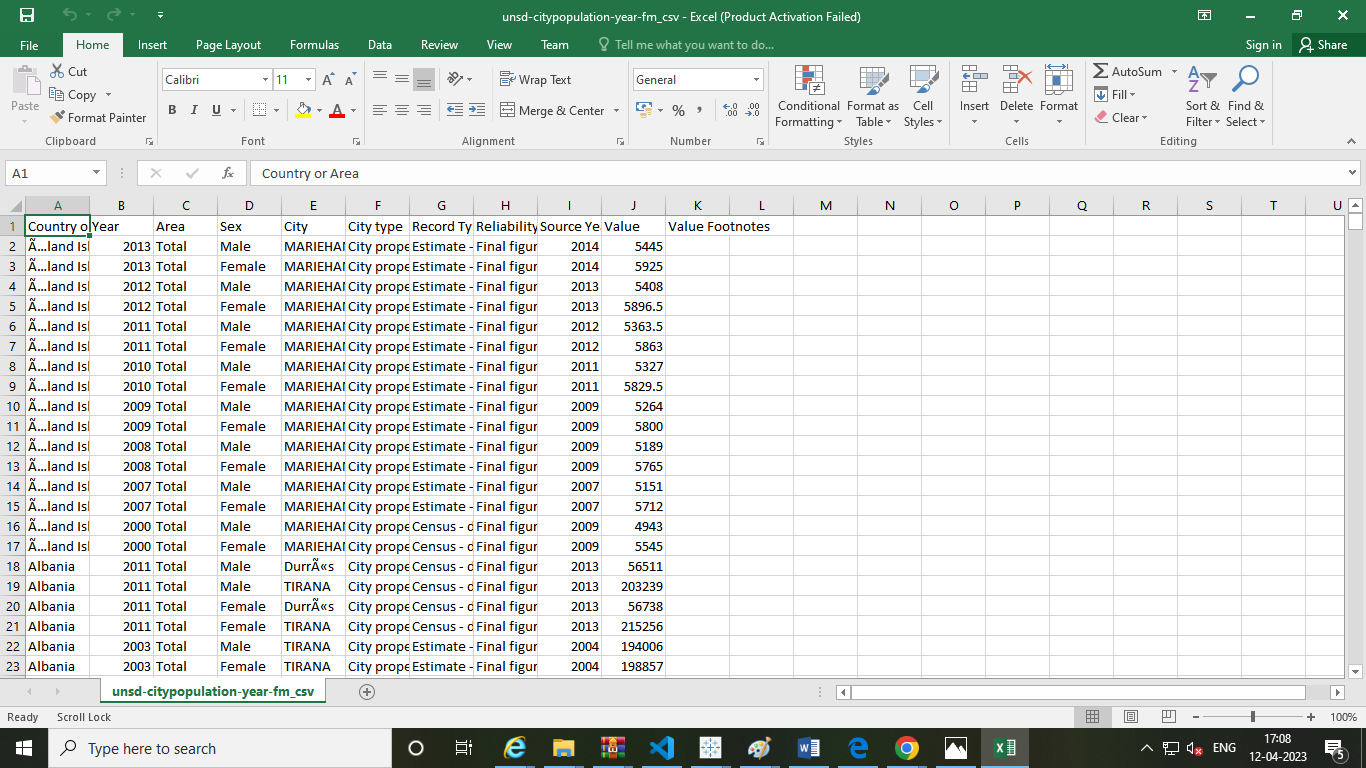 unsd-citypopulation-year-fm_csv - Excel (Product Activation Failed)
File Home Insert Page Layout Formulas Data Review View Team Tell me what you want to do... Sign in Share
Paste Cut Copy Format Painter
Clipboard
Calibri 11
B I U A
Font
Wrap Text
Merge & Center
Alignment
General
% , .00
Number
Conditional Formatting Format as Table Cell Styles
Styles
Insert Delete Format
Cells
AutoSum Fill Clear Sort & Filter Find & Select
Editing
A1 fx Country or Area
A B C D E F G H I J K L M N O P Q R S T U
1 Country o Year Area Sex City City type Record Ty Reliability Source Ye Value Value Footnotes
2 Ã…land Isl 2013 Total Male MARIEHAN City prope Estimate - Final figur 2014 5445
3 Ã…land Isl 2013 Total Female MARIEHAN City prope Estimate - Final figur 2014 5925
4 Ã…land Isl 2012 Total Male MARIEHAN City prope Estimate - Final figur 2013 5408
5 Ã…land Isl 2012 Total Female MARIEHAN City prope Estimate - Final figur 2013 5896.5
6 Ã…land Isl 2011 Total Male MARIEHAN City prope Estimate - Final figur 2012 5363.5
7 Ã…land Isl 2011 Total Female MARIEHAN City prope Estimate - Final figur 2012 5863
8 Ã…land Isl 2010 Total Male MARIEHAN City prope Estimate - Final figur 2011 5327
9 Ã…land Isl 2010 Total Female MARIEHAN City prope Estimate - Final figur 2011 5829.5
10 Ã…land Isl 2009 Total Male MARIEHAN City prope Estimate - Final figur 2009 5264
11 Ã…land Isl 2009 Total Female MARIEHAN City prope Estimate - Final figur 2009 5800
12 Ã…land Isl 2008 Total Male MARIEHAN City prope Estimate - Final figur 2009 5189
13 Ã…land Isl 2008 Total Female MARIEHAN City prope Estimate - Final figur 2009 5765
14 Ã…land Isl 2007 Total Male MARIEHAN City prope Estimate - Final figur 2007 5151
15 Ã…land Isl 2007 Total Female MARIEHAN City prope Estimate - Final figur 2007 5712
16 Ã…land Isl 2000 Total Male MARIEHAN City prope Census - d Final figur 2009 4943
17 Ã…land Isl 2000 Total Female MARIEHAN City prope Census - d Final figur 2009 5545
18 Albania 2011 Total Male DurrÃ«s City prope Census - d Final figur 2013 56511
19 Albania 2011 Total Male TIRANA City prope Census - d Final figur 2013 203239
20 Albania 2011 Total Female DurrÃ«s City prope Census - d Final figur 2013 56738
21 Albania 2011 Total Female TIRANA City prope Census - d Final figur 2013 215256
22 Albania 2003 Total Male TIRANA City prope Estimate - Final figur 2004 194006
23 Albania 2003 Total Female TIRANA City prope Estimate - Final figur 2004 198857
unsd-citypopulation-year-fm_csv
Ready Scroll Lock 100%
Type here to search ENG 17:08
12-04-2023 5